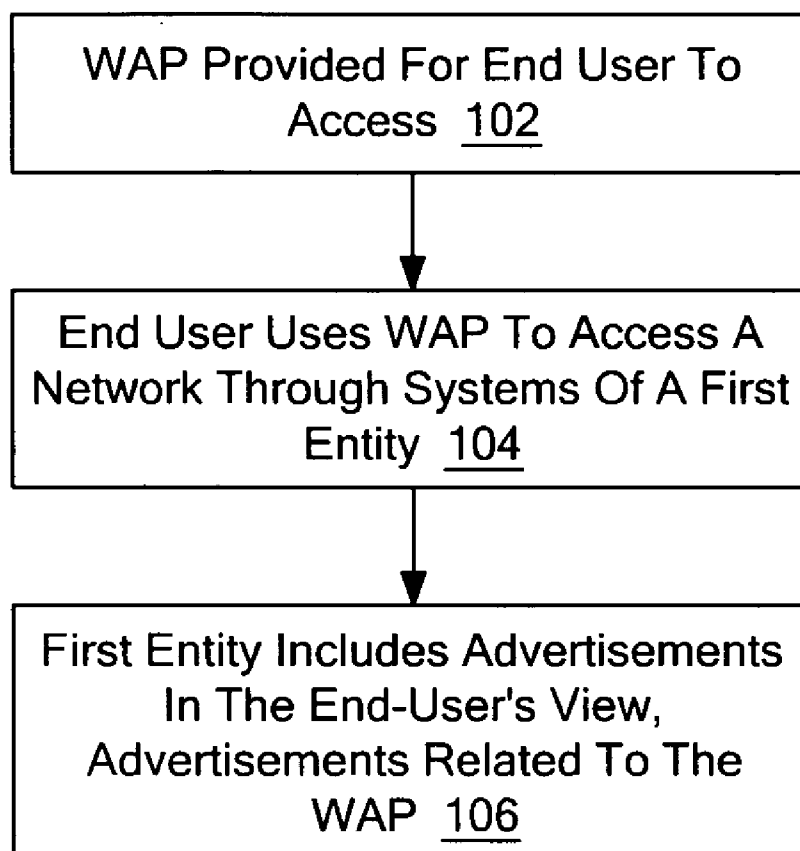 WAP Provided For End User To
Access 102
End User Uses WAP To Access A
Network Through Systems Of A First
Entity 104
First Entity Includes Advertisements
In The End-User's View,
Advertisements Related To The
WAP 106